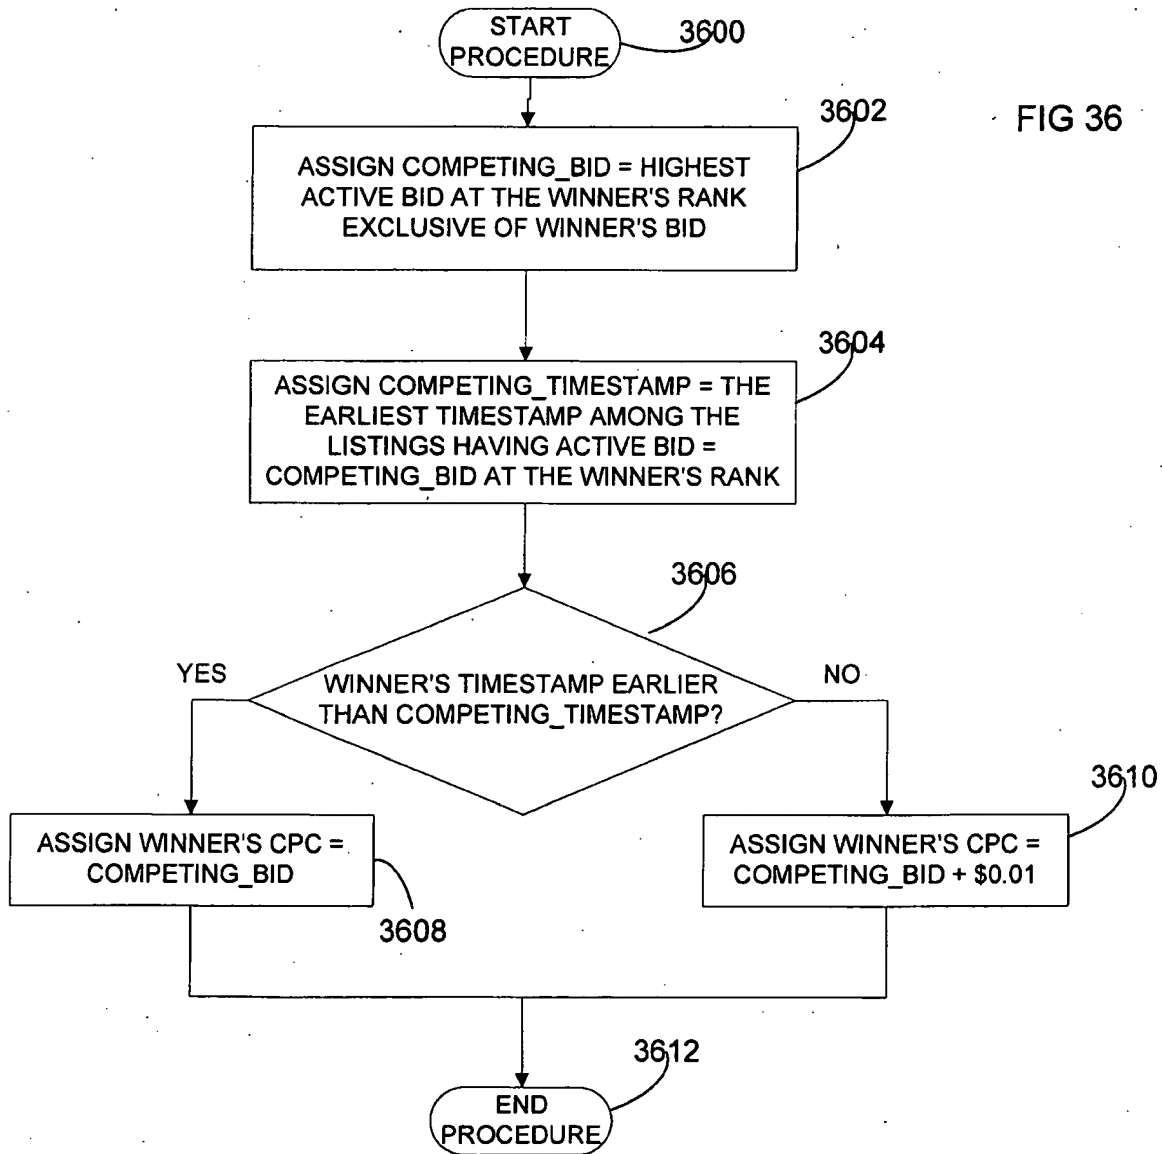 START
PROCEDURE
3600
FIG 36
3602
ASSIGN COMPETING_BID = HIGHEST
ACTIVE BID AT THE WINNER'S RANK
EXCLUSIVE OF WINNER'S BID
3604
ASSIGN COMPETING_TIMESTAMP = THE
EARLIEST TIMESTAMP AMONG THE
LISTINGS HAVING ACTIVE BID =
COMPETING_BID AT THE WINNER'S RANK
3606
YES
WINNER'S TIMESTAMP EARLIER
THAN COMPETING_TIMESTAMP?
NO
ASSIGN WINNER'S CPC =
COMPETING_BID
3608
3610
ASSIGN WINNER'S CPC =
COMPETING_BID + $0.01
3612
END
PROCEDURE